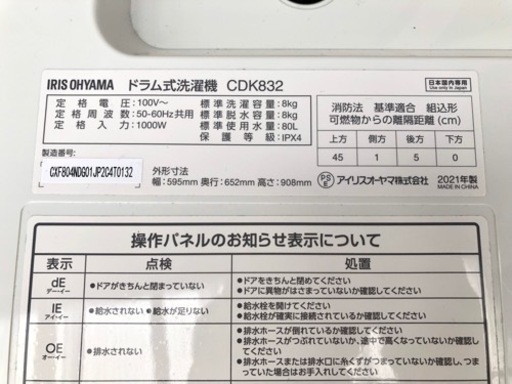 IRIS OHYAMA ドラム式洗濯機 CDK832
日本国内専用
Use only in Japan
定格電圧:100V～ 標準洗濯容量:8kg
定格周波数:50-60Hz共用 標準脱水容量:8kg
定格入力:1000W 標準使用水量:80L
保護等級:IPX4
消防法 基準適合 組込形
可燃物からの離隔距離(cm)
上方 側方 後方 下方
45 1 5 0
製造番号:
CXF804NDG01JP2C4T0132
外形寸法
幅:595mm 奥行:652mm 高さ:908mm
PSE アイリスオーヤマ株式会社
2021年製
MADE IN CHINA
操作パネルのお知らせ表示について
表示 点検 処置
dE
ディー・イー
●ドアがきちんと閉まっていない
●ドアをきちんと閉めてください
●ドアに異物がはさまっていないか確認してください
IE
アイ・イー
●給水されない ●給水が足りない
●給水栓を開けてください
●給水栓が確実に接続されているか確認してください
OE
オー・イー
●排水されない
●排水ホースが倒れているか確認してください
●排水ホースがつぶれていないか、途中で高くなっていないか確認してください
●排水ホースまたは排水口に糸くずがつまっていないか確認し、つまっていた場合はお手入れしてください